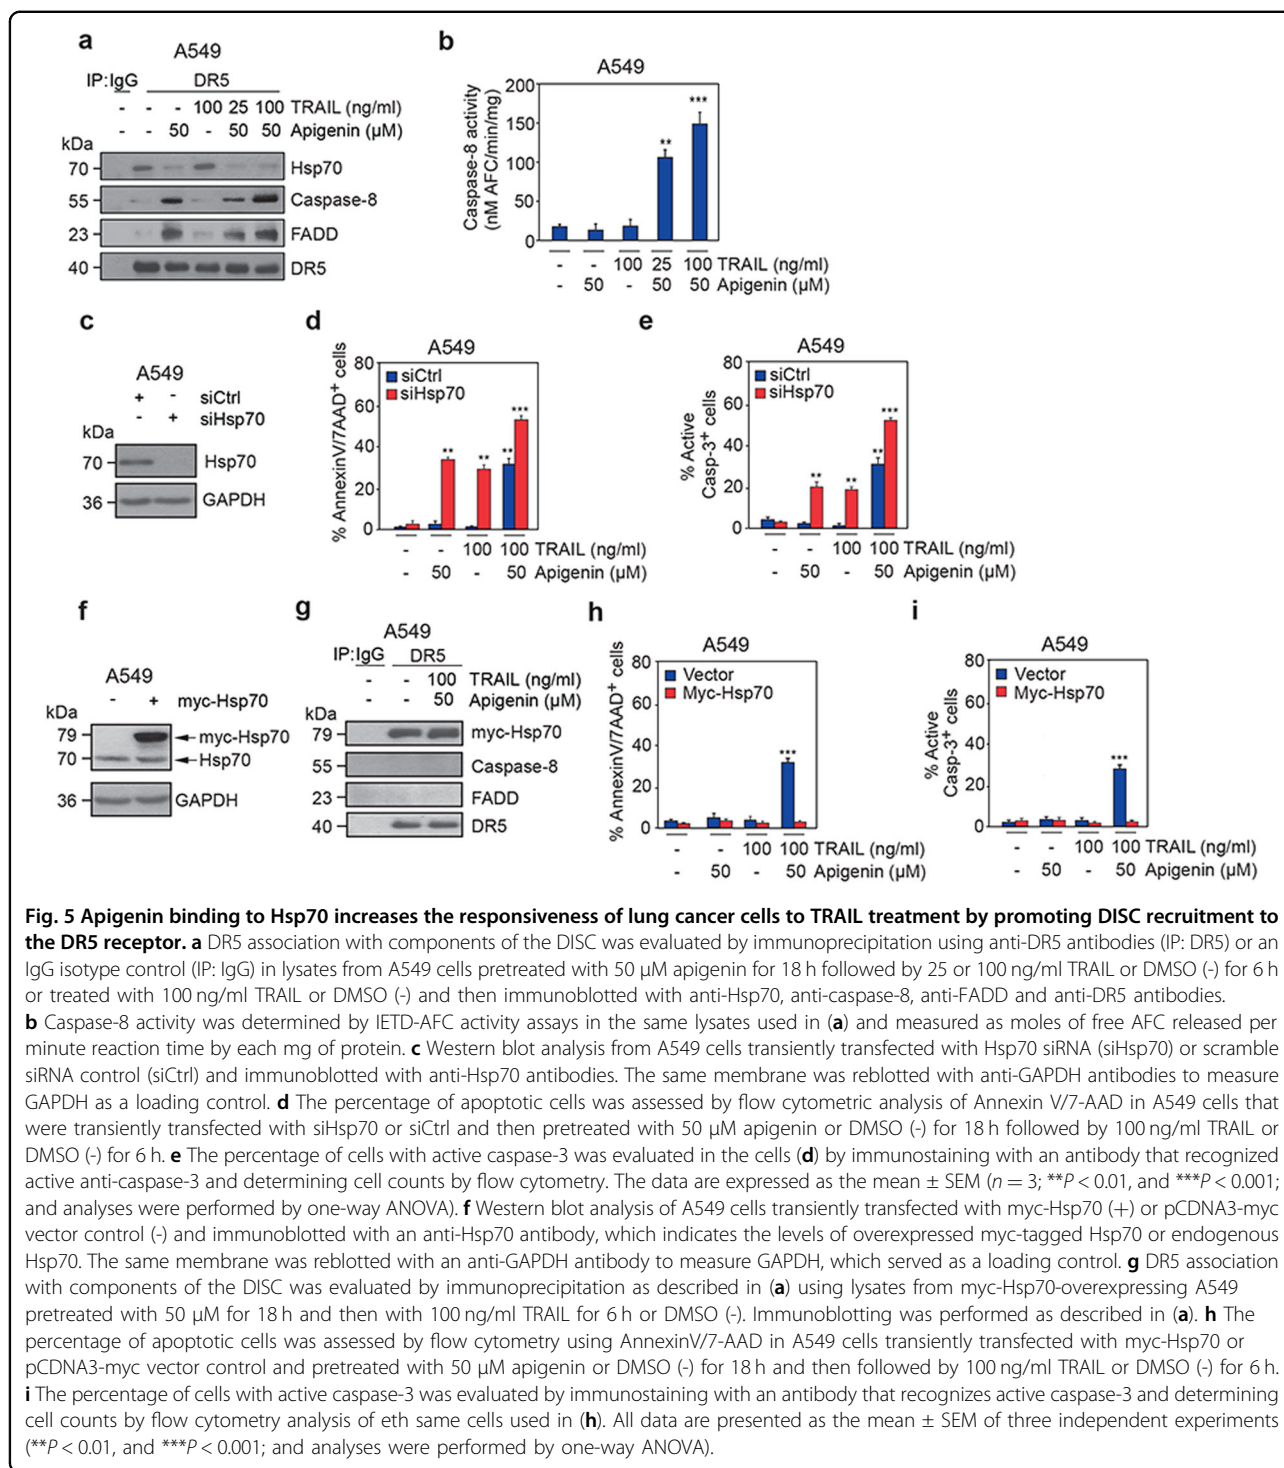 a
A549
IP:IgG DR5
- - - 100 25 100 TRAIL (ng/ml)
- - 50 - 50 50 Apigenin (µM)
kDa
70 Hsp70
55 Caspase-8
23 FADD
40 DR5
b
A549
Caspase-8 activity
(nM AFC/min/mg)
200
150
100
50
0
** ***
- - 100 25 100 TRAIL (ng/ml)
- 50 - 50 50 Apigenin (µM)
c
A549
+ - siCtrl
- + siHsp70
kDa
70 Hsp70
36 GAPDH
d
A549
% AnnexinV/7AAD+ cells
80
60
40
20
0
siCtrl
siHsp70
** ** ** ***
- - 100 100 TRAIL (ng/ml)
- 50 - 50 Apigenin (µM)
e
A549
% Active
Casp-3+ cells
80
60
40
20
0
siCtrl
siHsp70
** ** ** ***
- - 100 100 TRAIL (ng/ml)
- 50 - 50 Apigenin (µM)
f
A549
- + myc-Hsp70
kDa
79 myc-Hsp70
70 Hsp70
36 GAPDH
g
A549
IP:IgG DR5
- - 100 TRAIL (ng/ml)
- - 50 Apigenin (µM)
kDa
79 myc-Hsp70
55 Caspase-8
23 FADD
40 DR5
h
A549
% AnnexinV/7AAD+ cells
80
60
40
20
0
Vector
Myc-Hsp70
***
- - 100 100 TRAIL (ng/ml)
- 50 - 50 Apigenin (µM)
i
A549
% Active
Casp-3+ cells
80
60
40
20
0
Vector
Myc-Hsp70
***
- - 100 100 TRAIL (ng/ml)
- 50 - 50 Apigenin (µM)
Fig. 5 Apigenin binding to Hsp70 increases the responsiveness of lung cancer cells to TRAIL treatment by promoting DISC recruitment to
the DR5 receptor. a DR5 association with components of the DISC was evaluated by immunoprecipitation using anti-DR5 antibodies (IP: DR5) or an
IgG isotype control (IP: IgG) in lysates from A549 cells pretreated with 50 µM apigenin for 18 h followed by 25 or 100 ng/ml TRAIL or DMSO (-) for 6 h
or treated with 100 ng/ml TRAIL or DMSO (-) and then immunoblotted with anti-Hsp70, anti-caspase-8, anti-FADD and anti-DR5 antibodies.
b Caspase-8 activity was determined by IETD-AFC activity assays in the same lysates used in (a) and measured as moles of free AFC released per
minute reaction time by each mg of protein. c Western blot analysis from A549 cells transiently transfected with Hsp70 siRNA (siHsp70) or scramble
siRNA control (siCtrl) and immunoblotted with anti-Hsp70 antibodies. The same membrane was reblotted with anti-GAPDH antibodies to measure
GAPDH as a loading control. d The percentage of apoptotic cells was assessed by flow cytometric analysis of Annexin V/7-AAD in A549 cells that
were transiently transfected with siHsp70 or siCtrl and then pretreated with 50 µM apigenin or DMSO (-) for 18 h followed by 100 ng/ml TRAIL or
DMSO (-) for 6 h. e The percentage of cells with active caspase-3 was evaluated in the cells (d) by immunostaining with an antibody that recognized
active anti-caspase-3 and determining cell counts by flow cytometry. The data are expressed as the mean ± SEM (n = 3; **P < 0.01, and ***P < 0.001;
and analyses were performed by one-way ANOVA). f Western blot analysis of A549 cells transiently transfected with myc-Hsp70 (+) or pCDNA3-myc
vector control (-) and immunoblotted with an anti-Hsp70 antibody, which indicates the levels of overexpressed myc-tagged Hsp70 or endogenous
Hsp70. The same membrane was reblotted with an anti-GAPDH antibody to measure GAPDH, which served as a loading control. g DR5 association
with components of the DISC was evaluated by immunoprecipitation as described in (a) using lysates from myc-Hsp70-overexpressing A549
pretreated with 50 µM for 18 h and then with 100 ng/ml TRAIL for 6 h or DMSO (-). Immunoblotting was performed as described in (a). h The
percentage of apoptotic cells was assessed by flow cytometry using AnnexinV/7-AAD in A549 cells transiently transfected with myc-Hsp70 or
pCDNA3-myc vector control and pretreated with 50 µM apigenin or DMSO (-) for 18 h and then followed by 100 ng/ml TRAIL or DMSO (-) for 6 h.
i The percentage of cells with active caspase-3 was evaluated by immunostaining with an antibody that recognizes active caspase-3 and determining
cell counts by flow cytometry analysis of eth same cells used in (h). All data are presented as the mean ± SEM of three independent experiments
(**P < 0.01, and ***P < 0.001; and analyses were performed by one-way ANOVA).